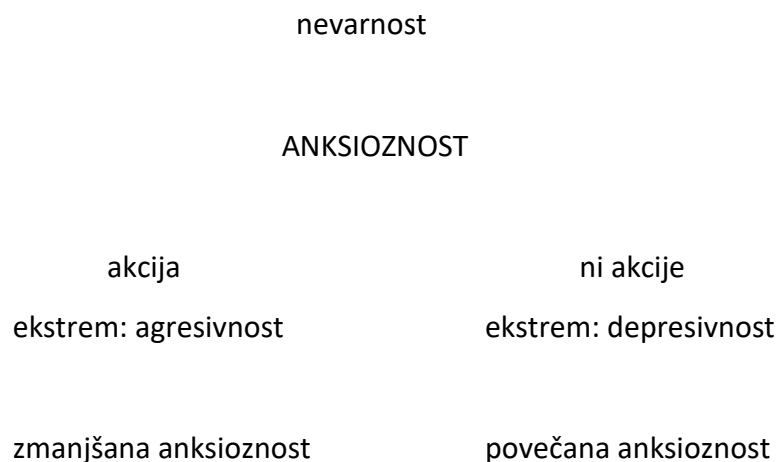 nevarnost
ANKSIOZNOST
akcija ni akcije
ekstrem: agresivnost ekstrem: depresivnost
zmanjšana anksioznost povečana anksioznost